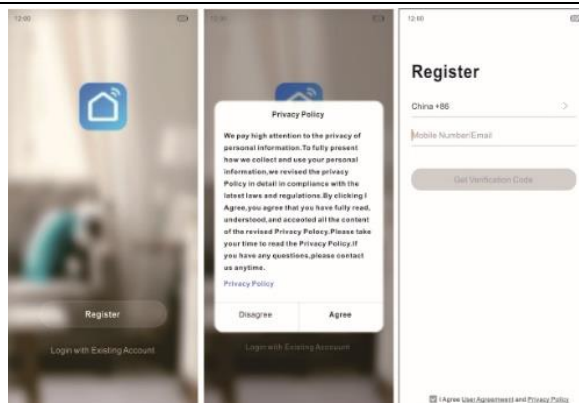 12:00
Register
Login with Existing Account
Privacy Policy
We pay high attention to the privacy of
personal information.To fully present
how we collect and use your personal
information,we revised the privacy
Policy in detail in compliance with the
latest laws and regulations.By clicking I
Agree,you agree that you have fully read,
understood,and accepted all the content
of the revised Privacy Policy.Please take
your time to read the Privacy Policy.If
you have any questions,please contact
us anytime.
Privacy Policy
Disagree
Agree
Login with Existing Account
12:00
Register
China +86
Mobile Number/Email
Get Verification Code
I Agree User Agreement and Privacy Policy